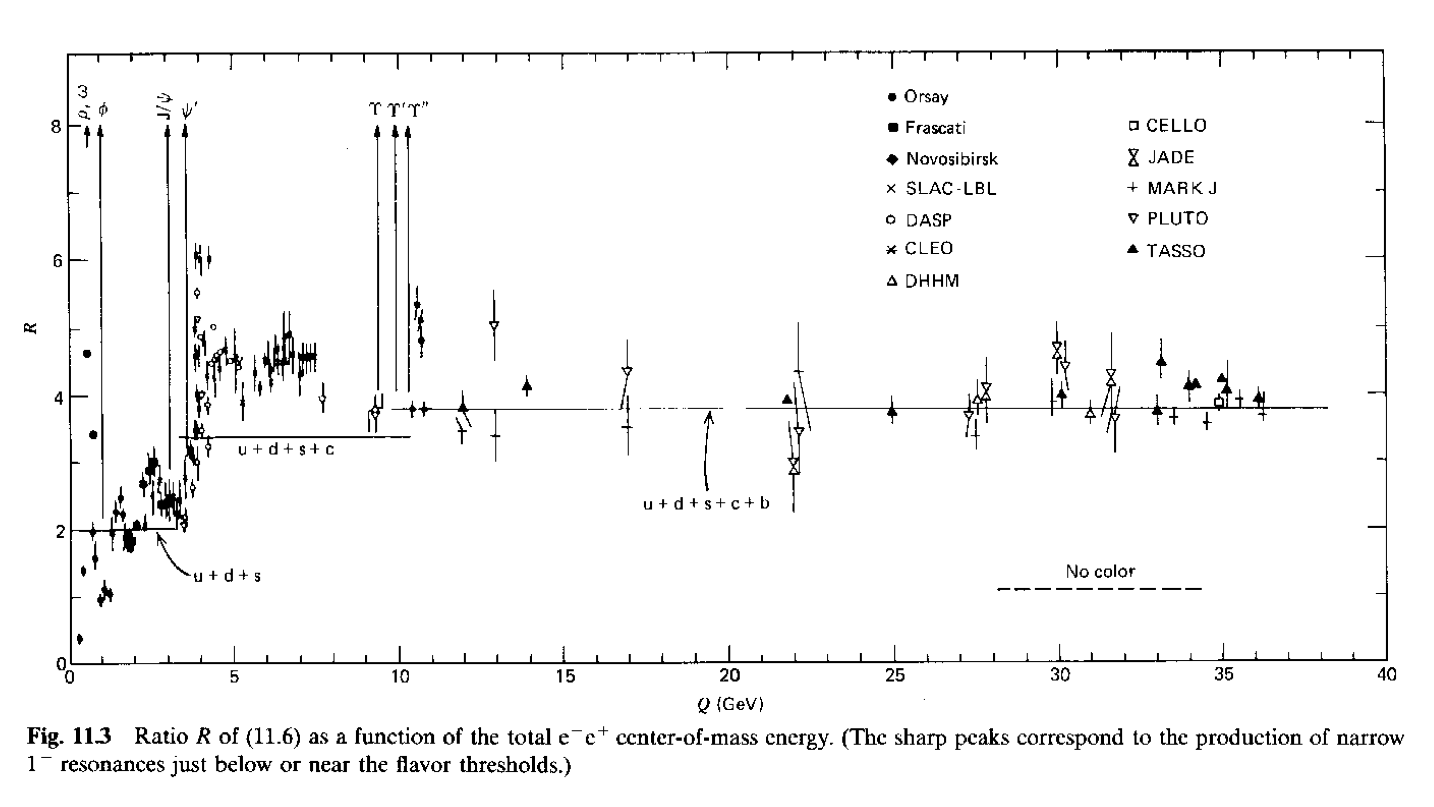 ρ, ω
ϕ
J/ψ
ψ′
ϒ ϒ′ ϒ″
8
6
4
2
0
R
Orsay
Frascati
Novosibirsk
SLAC-LBL
DASP
CLEO
DHHM
CELLO
JADE
MARK J
PLUTO
TASSO
u + d + s + c
u + d + s + c + b
u + d + s
No color
0 5 10 15 20 25 30 35 40
Q (GeV)
Fig. 11.3 Ratio R of (11.6) as a function of the total e⁻e⁺ center-of-mass energy. (The sharp peaks correspond to the production of narrow
1⁻ resonances just below or near the flavor thresholds.)